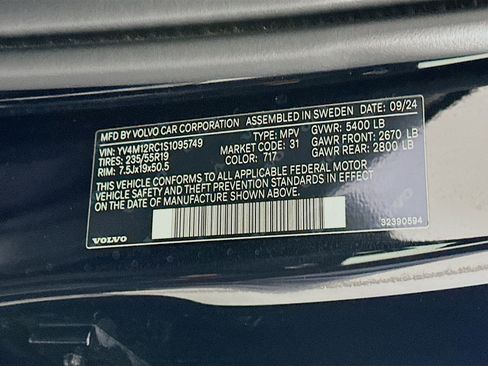 MFD BY VOLVO CAR CORPORATION ASSEMBLED IN SWEDEN DATE: 09/24
VIN: YV4M12RC1S1095749 TYPE: MPV GVWR: 5400 LB
TIRES: 235/55R19 MARKET CODE: 31 GAWR FRONT: 2670 LB
RIM: 7.5Jx19x50.5 COLOR: 717 GAWR REAR: 2800 LB
THIS VEHICLE CONFORMS TO ALL APPLICABLE FEDERAL MOTOR
VEHICLE SAFETY AND THEFT PREVENTION STANDARDS IN EFFECT
ON THE DATE OF MANUFACTURE SHOWN ABOVE.
VOLVO 32390594